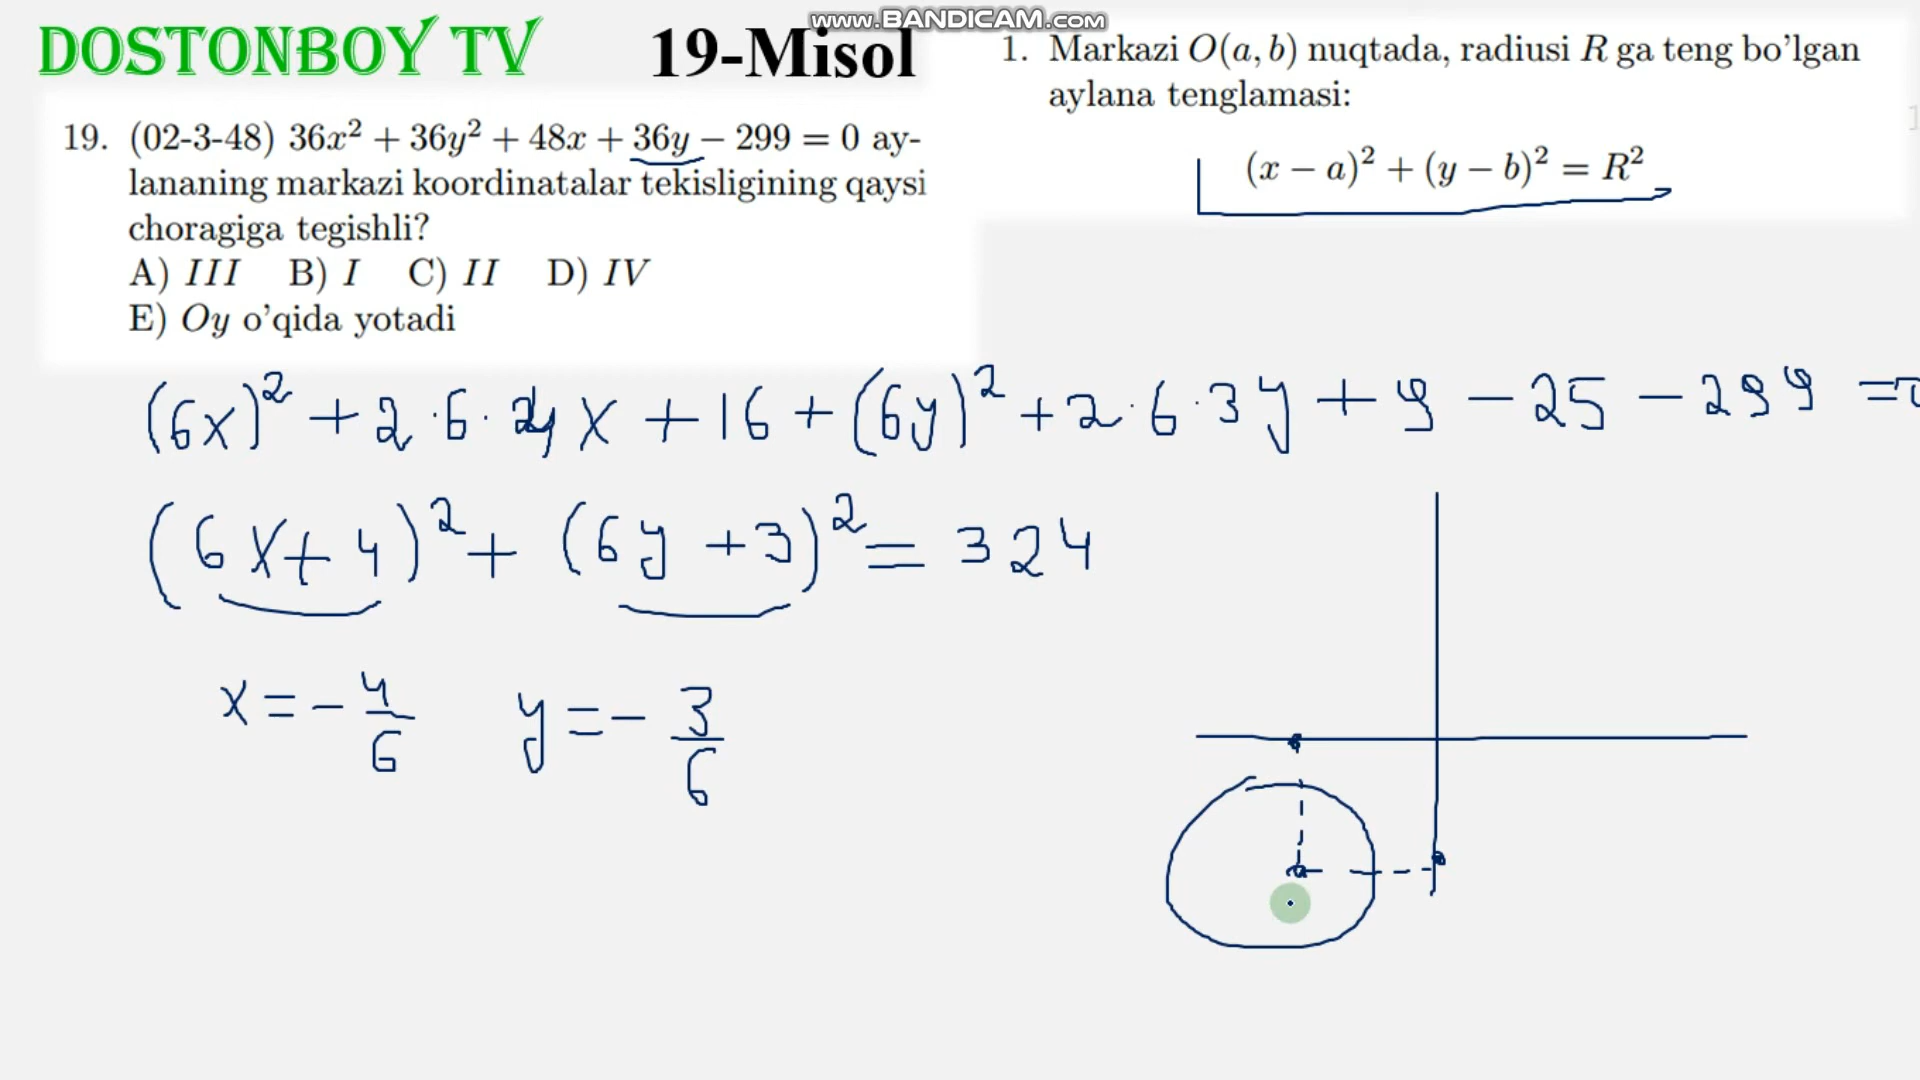 www.BANDICAM.com
DOSTONBOY TV
19-Misol
19. (02-3-48) 36x² + 36y² + 48x + 36y − 299 = 0 ay-
lananing markazi koordinatalar tekisligining qaysi
choragiga tegishli?
A) III B) I C) II D) IV
E) Oy o’qida yotadi
1. Markazi O(a, b) nuqtada, radiusi R ga teng bo’lgan
aylana tenglamasi:
(x − a)² + (y − b)² = R²
(6x)² + 2·6·4x + 16 + (6y)² + 2·6·3y + 9 − 25 − 299 = 0
(6x + 4)² + (6y + 3)² = 324
x = − 4/6 y = − 3/6